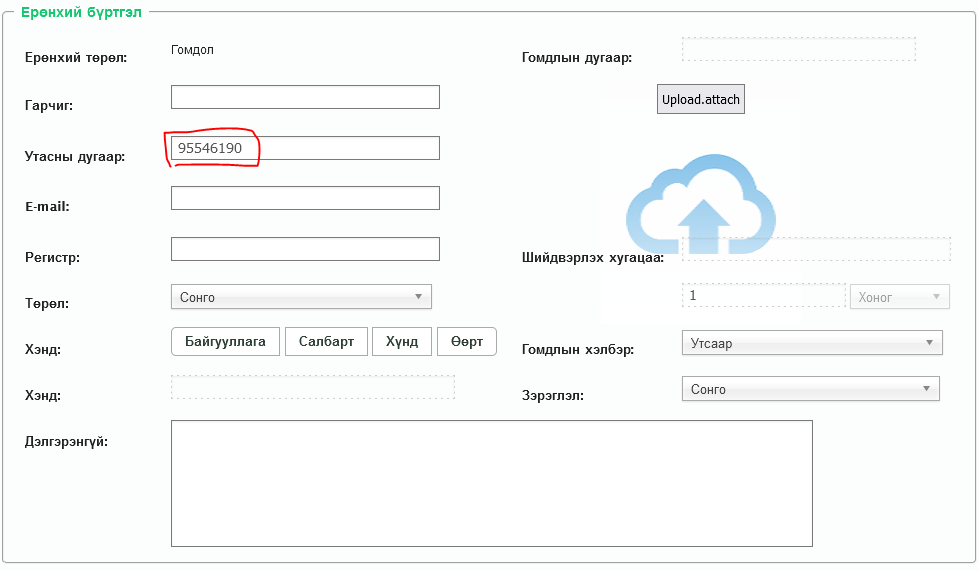 Ерөнхий бүртгэл
Ерөнхий төрөл: Гомдол Гомдлын дугаар:
Гарчиг: Upload.attach
Утасны дугаар: 95546190
E-mail:
Регистр: Шийдвэрлэх хугацаа:
Төрөл: Сонго 1 Хоног
Хэнд: Байгууллага Салбарт Хүнд Өөрт Гомдлын хэлбэр: Утсаар
Хэнд: Зэрэглэл: Сонго
Дэлгэрэнгүй: